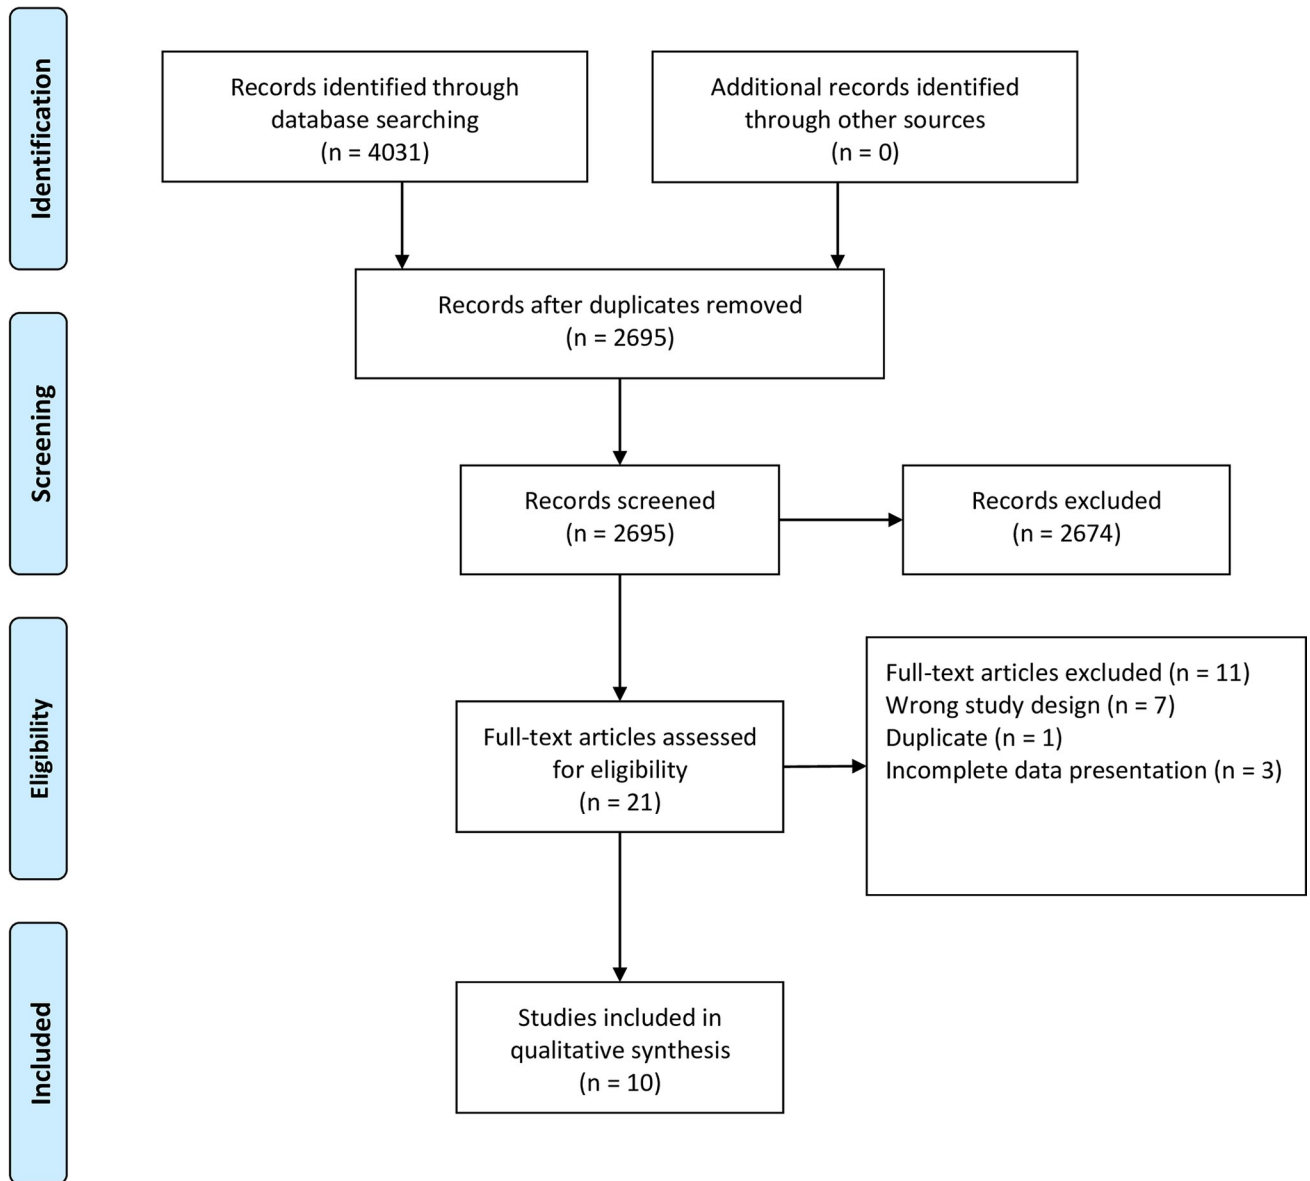 Identification
Records identified through
database searching
(n = 4031)
Additional records identified
through other sources
(n = 0)
Records after duplicates removed
(n = 2695)
Screening
Records screened
(n = 2695)
Records excluded
(n = 2674)
Eligibility
Full-text articles assessed
for eligibility
(n = 21)
Full-text articles excluded (n = 11)
Wrong study design (n = 7)
Duplicate (n = 1)
Incomplete data presentation (n = 3)
Included
Studies included in
qualitative synthesis
(n = 10)